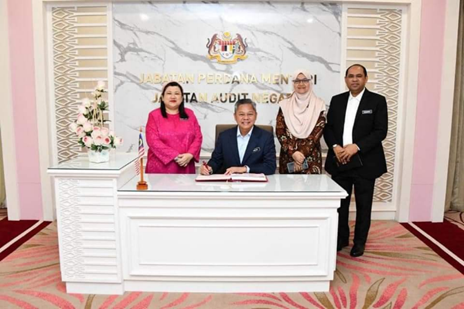 JABATAN PERDANA MENTERI
JABATAN AUDIT NEGARA